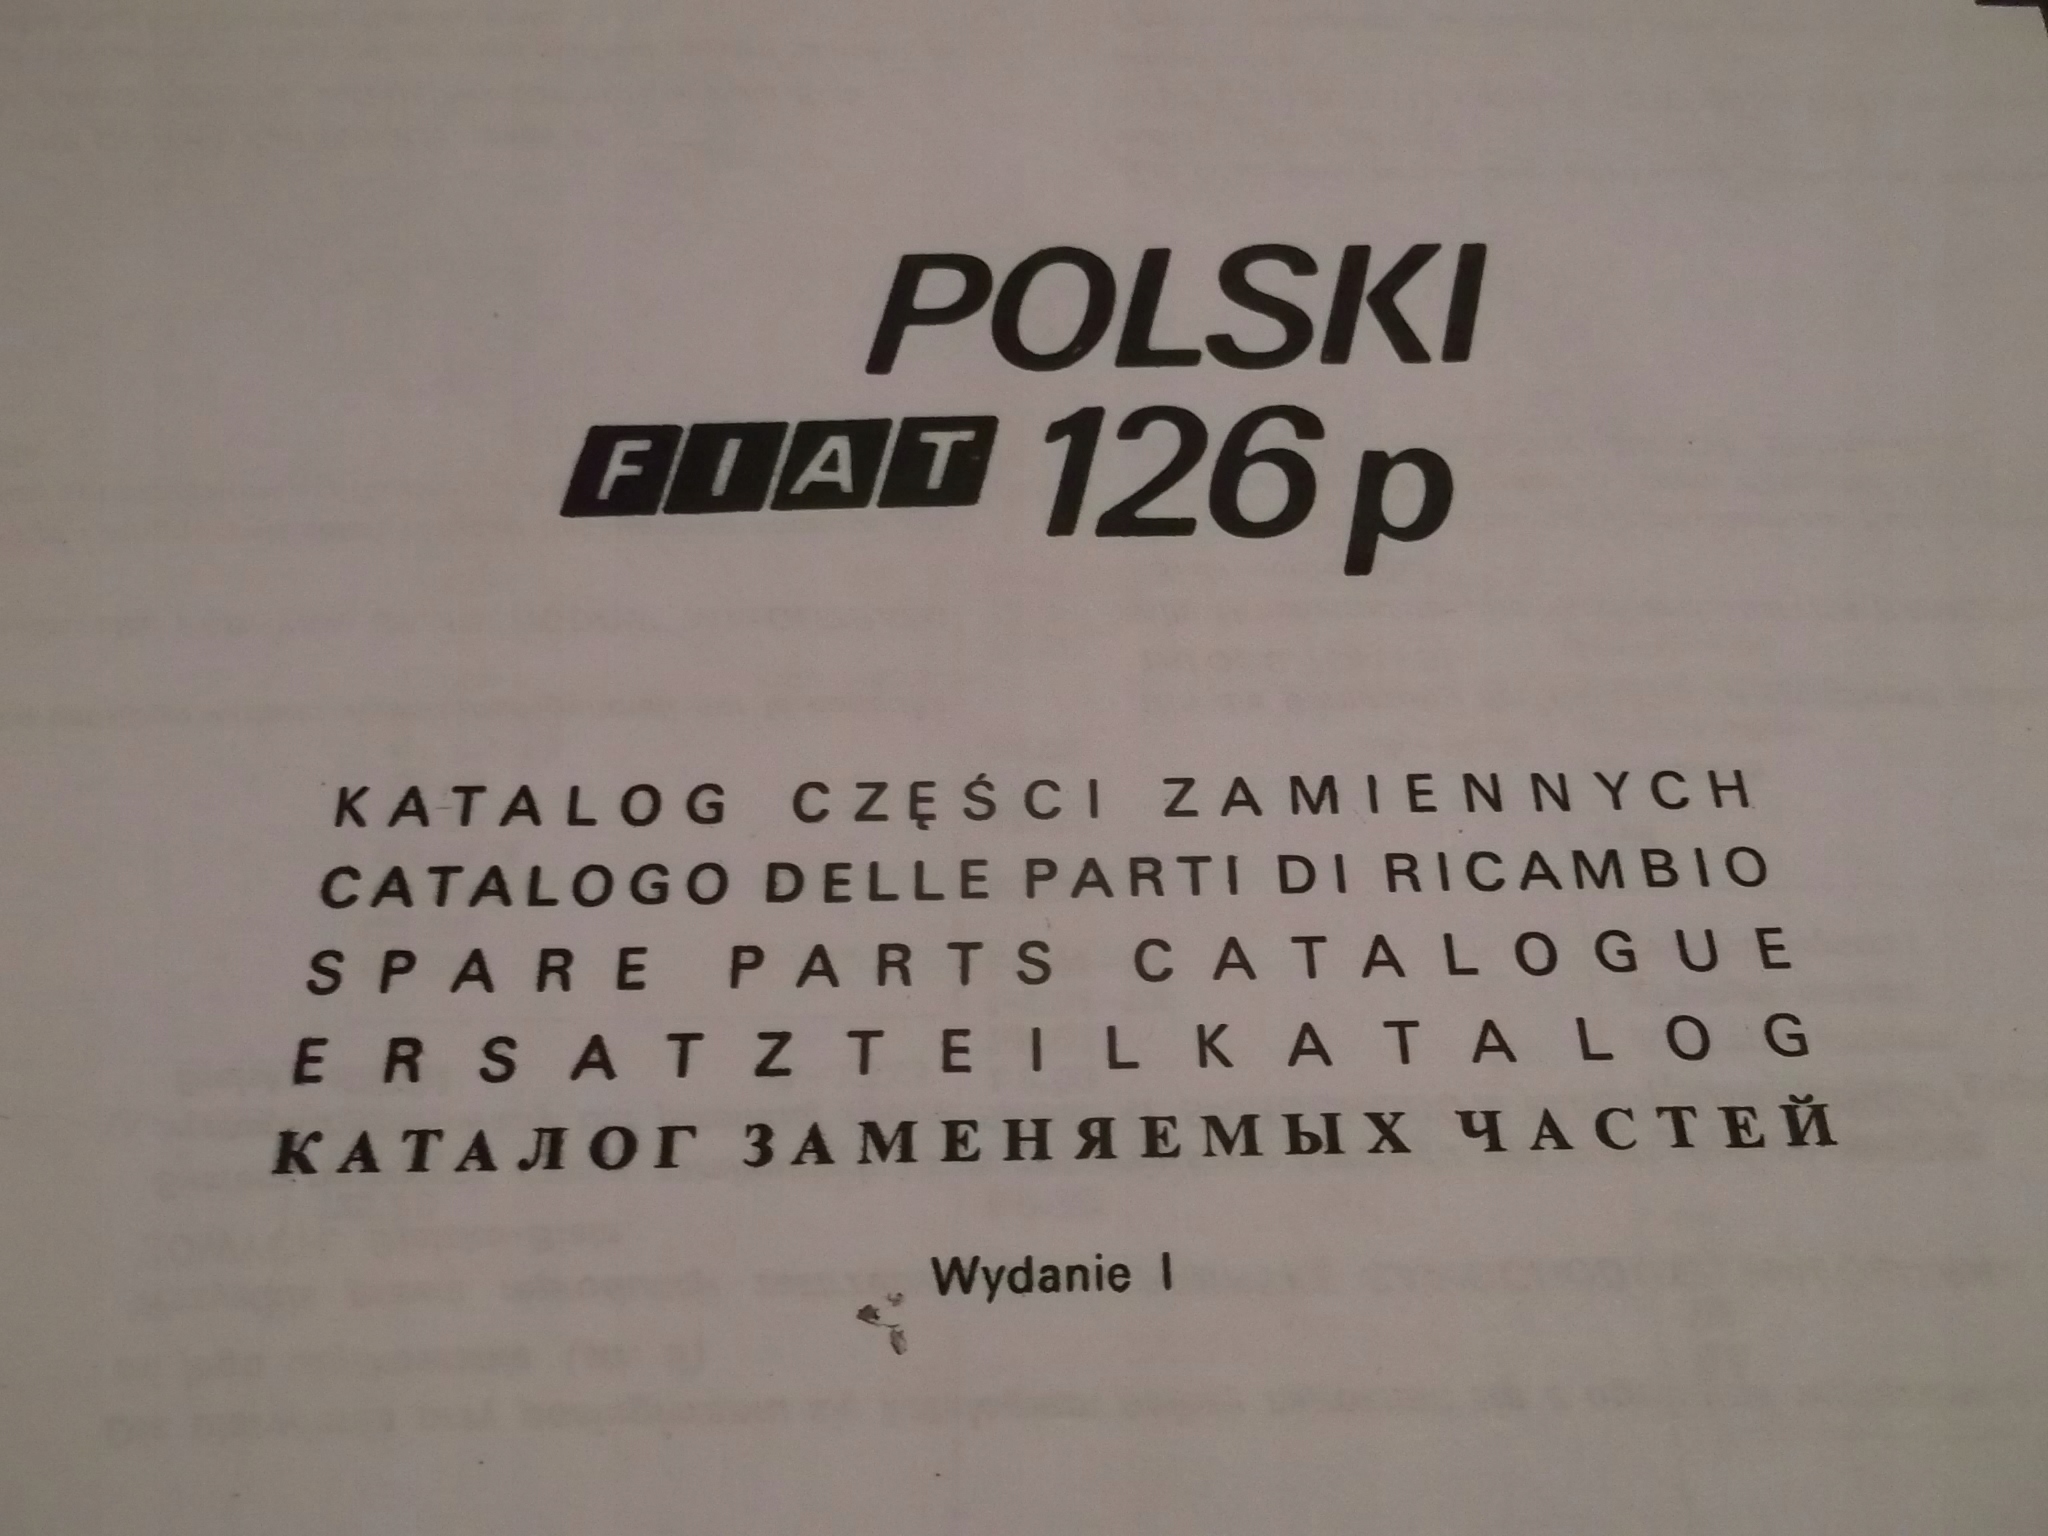 POLSKI
FIAT 126p
KATALOG CZĘŚCI ZAMIENNYCH
CATALOGO DELLE PARTI DI RICAMBIO
SPARE PARTS CATALOGUE
ERSATZTEILKATALOG
КАТАЛОГ ЗАМЕНЯЕМЫХ ЧАСТЕЙ
Wydanie I